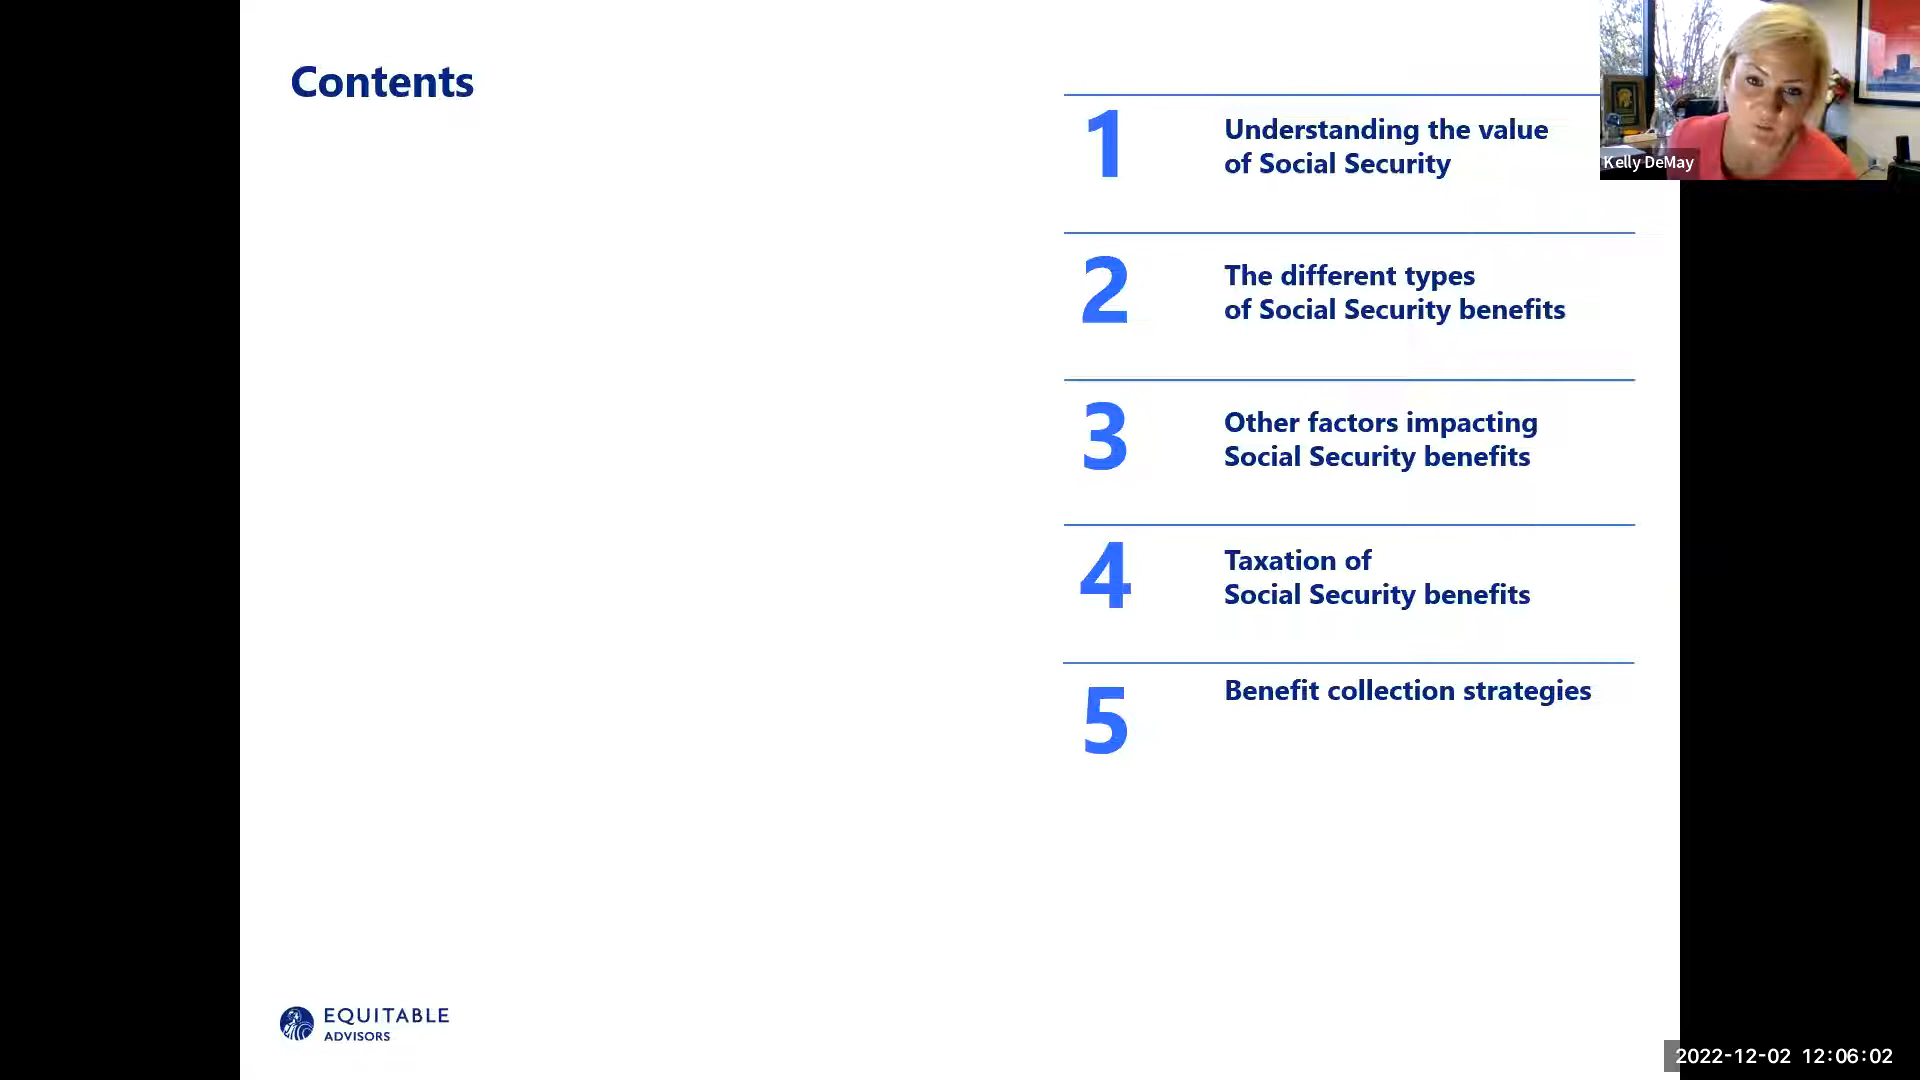 Contents
1
Understanding the value
of Social Security
Kelly DeMay
2
The different types
of Social Security benefits
3
Other factors impacting
Social Security benefits
4
Taxation of
Social Security benefits
5
Benefit collection strategies
EQUITABLE
ADVISORS
2022-12-02 12:06:02